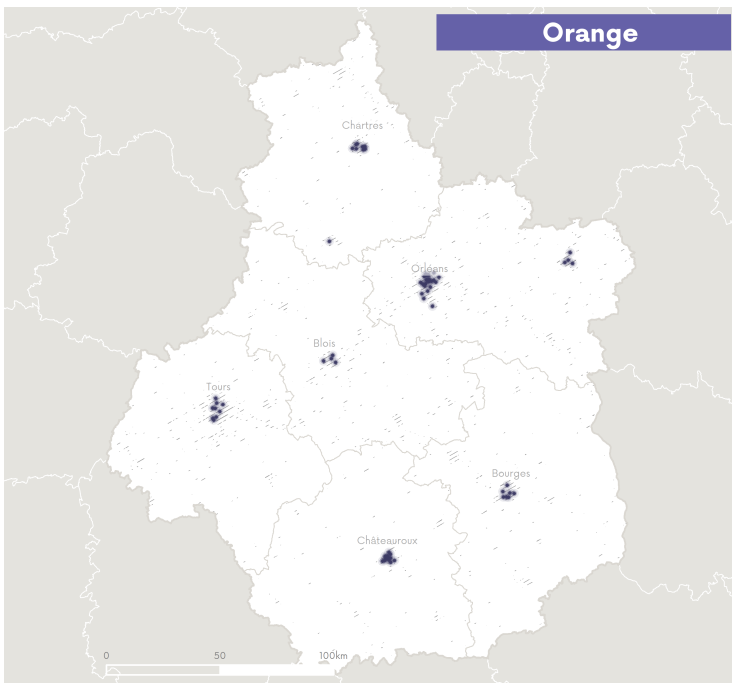 Orange
Chartres
Orléans
Blois
Tours
Bourges
Châteauroux
0 50 100km